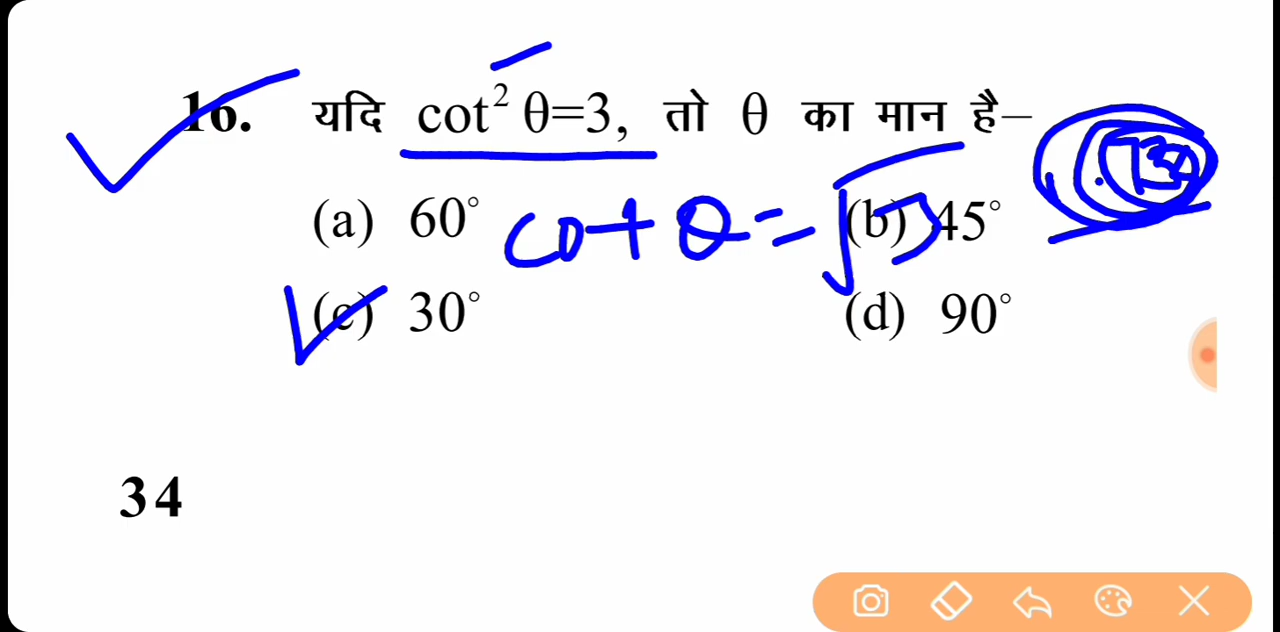 16. यदि cot² θ=3, तो θ का मान है–
(a) 60° (b) 45°
cot θ = √3
(c) 30° (d) 90°
34